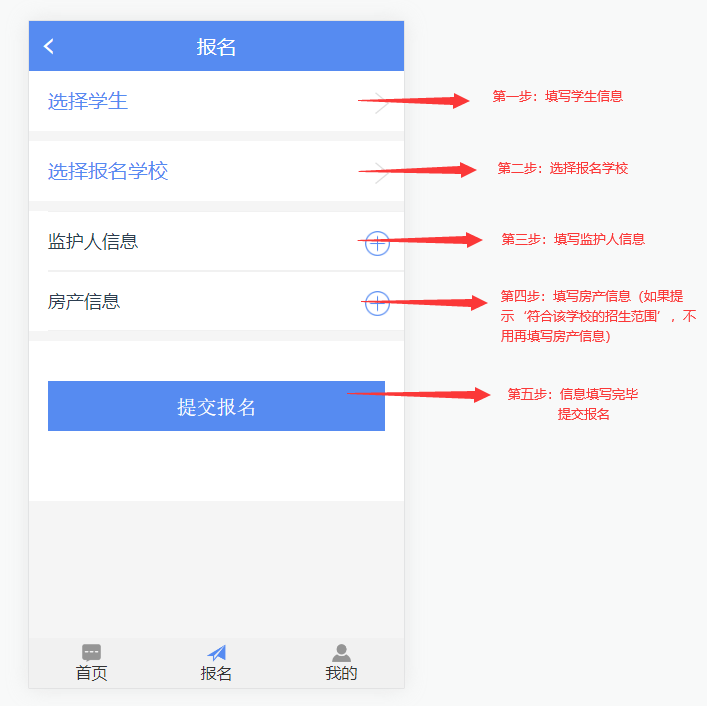 报名
选择学生
第一步：填写学生信息
选择报名学校
第二步：选择报名学校
监护人信息
第三步：填写监护人信息
房产信息
第四步：填写房产信息（如果提
示‘符合该学校的招生范围’，不
用再填写房产信息）
提交报名
第五步：信息填写完毕
提交报名
首页
报名
我的